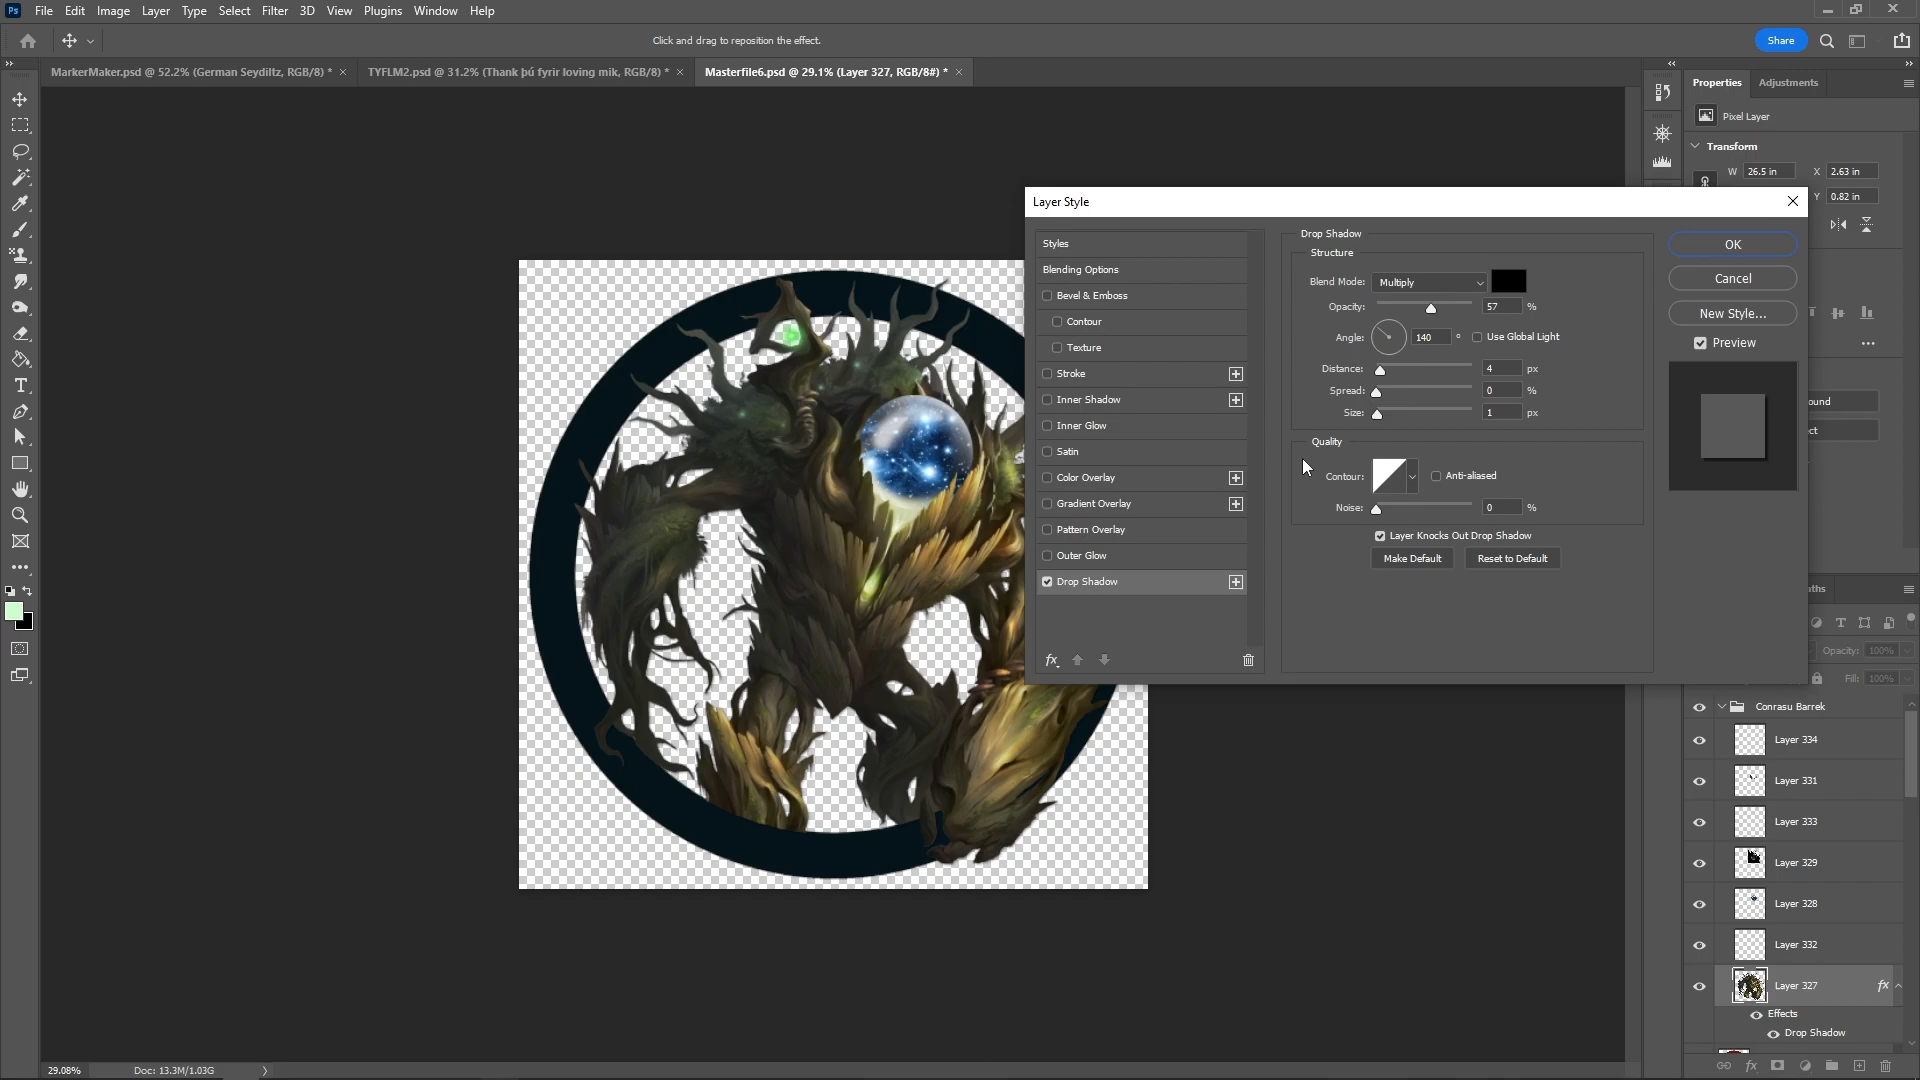 Ps File Edit Image Layer Type Select Filter 3D View Plugins Window Help
Click and drag to reposition the effect.
Share
MarkerMaker.psd @ 52.2% (German Seydiltz, RGB/8) *
TYFLM2.psd @ 31.2% (Thank þú fyrir loving mik, RGB/8) *
Masterfile6.psd @ 29.1% (Layer 327, RGB/8#) *
Properties Adjustments
Pixel Layer
Transform
W 26.5 in X 2.63 in
Y 0.82 in
Layer Style
Styles
Blending Options
Bevel & Emboss
Contour
Texture
Stroke
Inner Shadow
Inner Glow
Satin
Color Overlay
Gradient Overlay
Pattern Overlay
Outer Glow
Drop Shadow
fx
Drop Shadow
Structure
Blend Mode: Multiply
Opacity: 57 %
Angle: 140 ° Use Global Light
Distance: 4 px
Spread: 0 %
Size: 1 px
Quality
Contour: Anti-aliased
Noise: 0 %
Layer Knocks Out Drop Shadow
Make Default Reset to Default
OK
Cancel
New Style...
Preview
ound
ct
ths
Opacity: 100%
Fill: 100%
Conrasu Barrek
Layer 334
Layer 331
Layer 333
Layer 329
Layer 328
Layer 332
Layer 327 fx
Effects
Drop Shadow
fx
29.08% Doc: 13.3M/1.03G